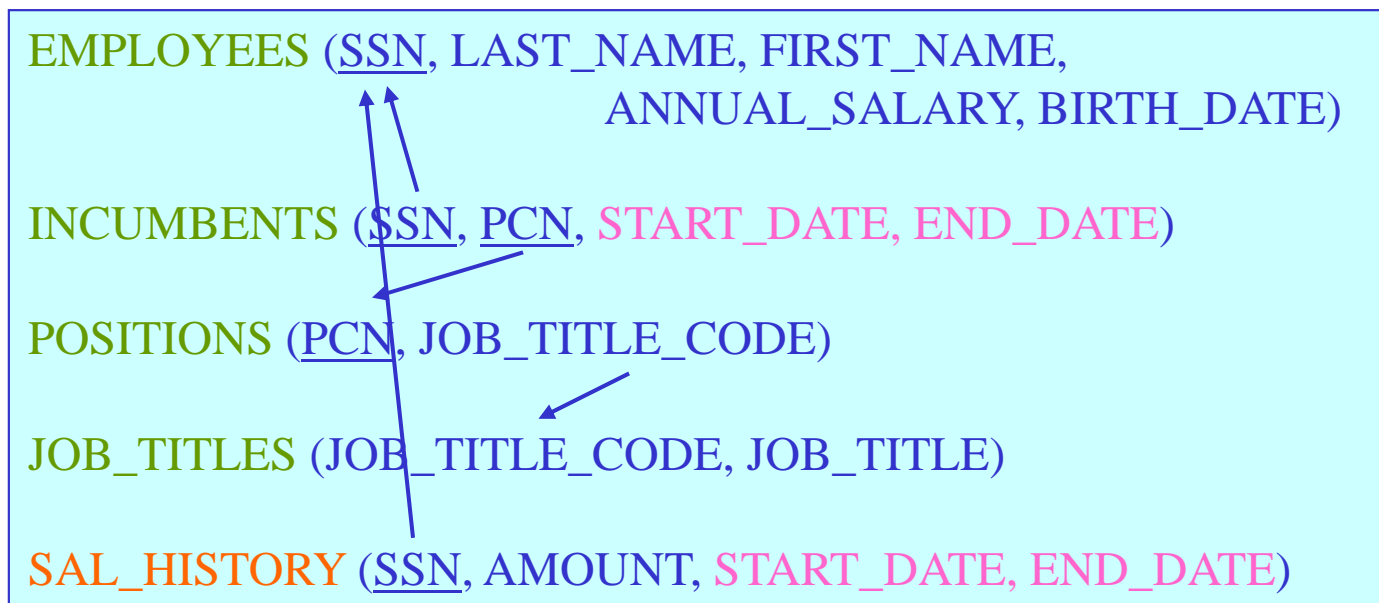 EMPLOYEES (SSN, LAST_NAME, FIRST_NAME,
ANNUAL_SALARY, BIRTH_DATE)
INCUMBENTS (SSN, PCN, START_DATE, END_DATE)
POSITIONS (PCN, JOB_TITLE_CODE)
JOB_TITLES (JOB_TITLE_CODE, JOB_TITLE)
SAL_HISTORY (SSN, AMOUNT, START_DATE, END_DATE)